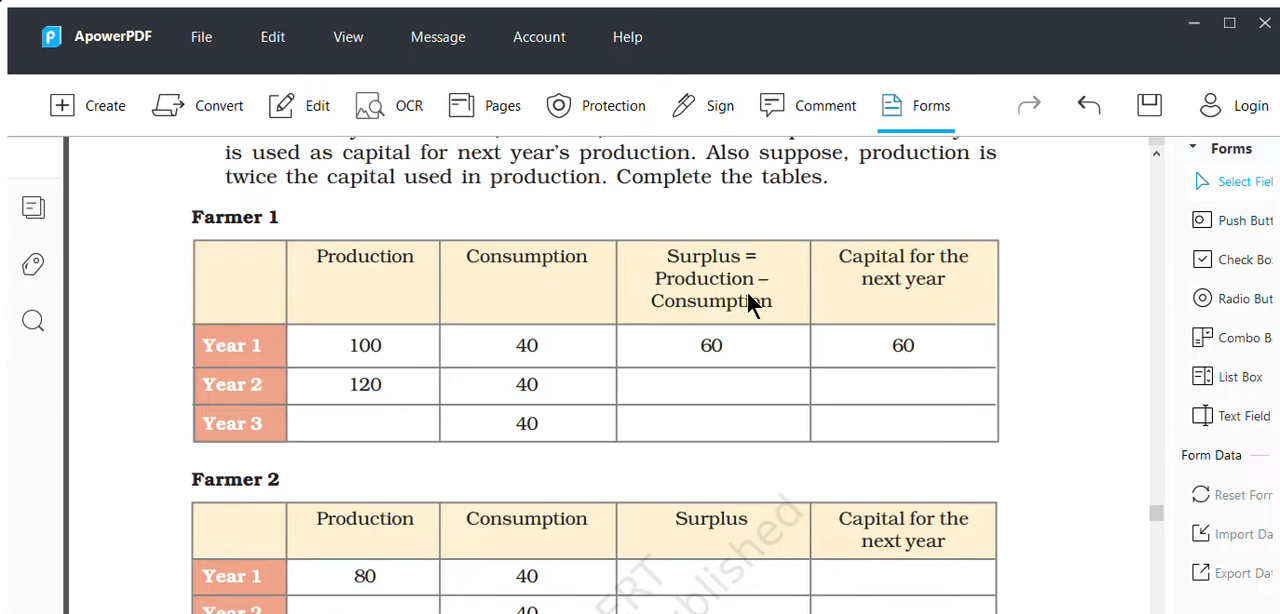 ApowerPDF File Edit View Message Account Help
Create Convert Edit OCR Pages Protection Sign Comment Forms Login
is used as capital for next year's production. Also suppose, production is
twice the capital used in production. Complete the tables.
Farmer 1
Production Consumption Surplus = Capital for the
Production – next year
Consumption
Year 1 100 40 60 60
Year 2 120 40
Year 3 40
Farmer 2
Production Consumption Surplus Capital for the
next year
Year 1 80 40
Year 2 40
Forms
Select Fiel
Push Butt
Check Bo
Radio But
Combo B
List Box
Text Field
Form Data
Reset Forr
Import Da
Export Dat